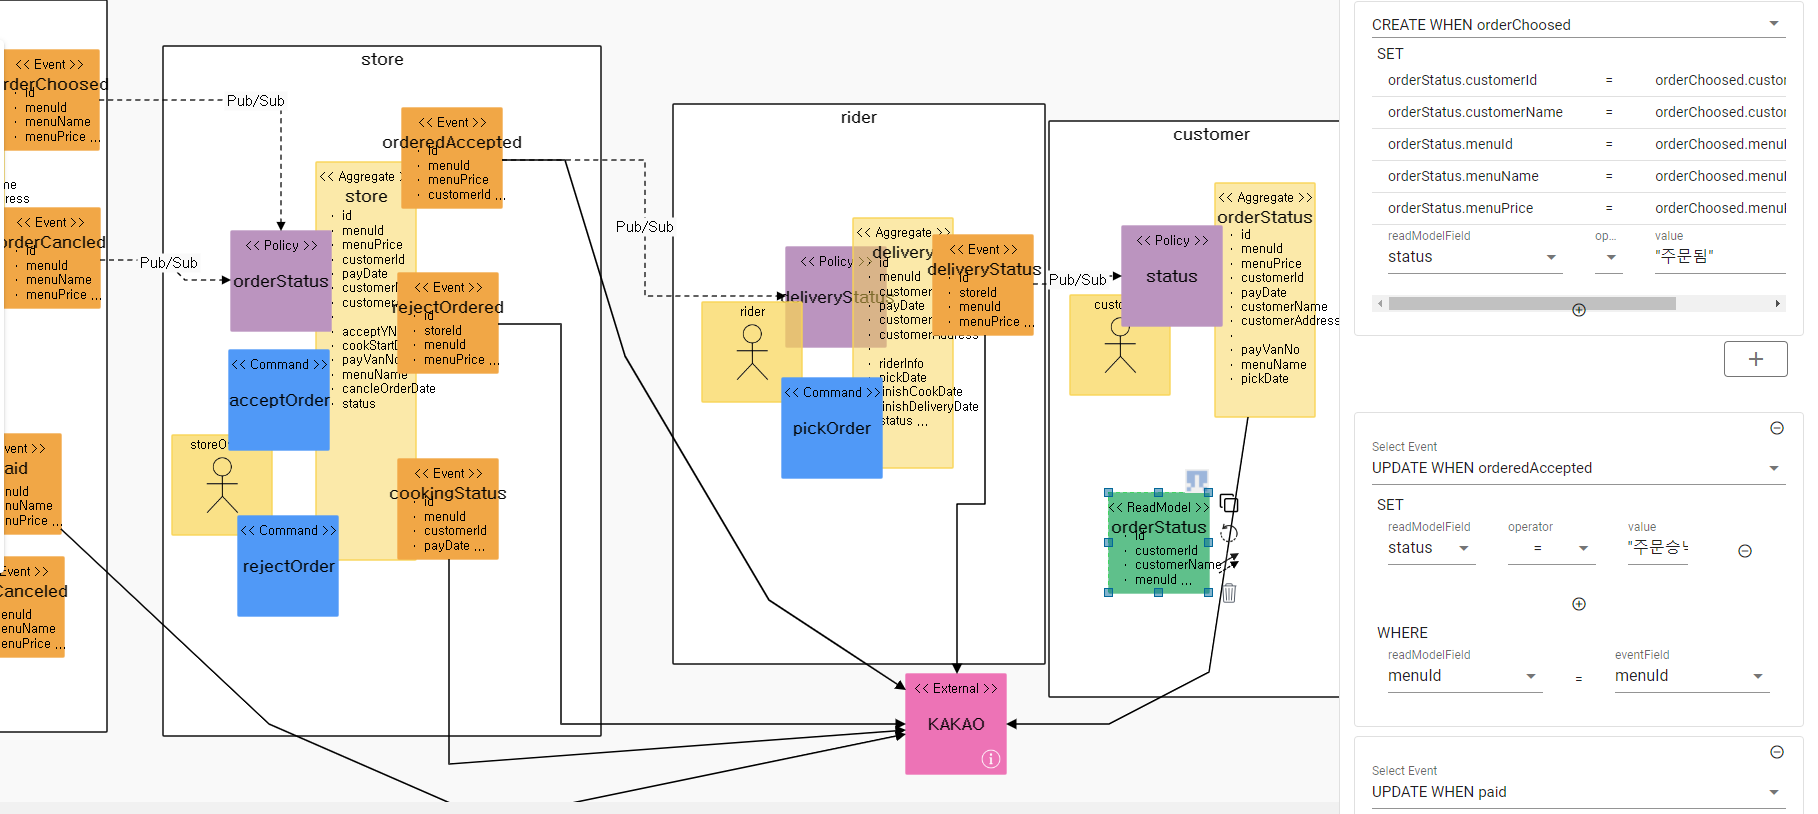 << Event >>
rderChoosed
· id
· menuId
· menuName
· menuPrice ...
me
ress
<< Event >>
orderCancled
· id
· menuId
· menuName
· menuPrice ...
vent >>
aid
nuId
nuName
nuPrice ...
Event >>
Canceled
enuId
enuName
enuPrice ...
Pub/Sub
Pub/Sub
store
<< Event >>
orderedAccepted
· id
· menuId
· menuPrice
· customerId ...
<< Aggregate >>
store
· id
· menuId
· menuPrice
· customerId
· payDate
· customerI
· customer
· acceptYN
· cookStartD
· payVanNo
· menuName
· cancleOrderDate
· status
<< Policy >>
orderStatus
<< Event >>
rejectOrdered
· id
· storeId
· menuId
· menuPrice ...
<< Command >>
acceptOrder
storeO
<< Event >>
cookingStatus
· id
· menuId
· customerId
· payDate ...
<< Command >>
rejectOrder
Pub/Sub
rider
<< Policy >>
deliveryStatus
<< Aggregate >>
delivery
· id
· menuId
· customer
· payDate
· customer
· customerAddress
· riderInfo
· pickDate
finishCookDate
finishDeliveryDate
status ...
<< Event >>
deliveryStatus
· id
· storeId
· menuId
· menuPrice ...
rider
<< Command >>
pickOrder
Pub/Sub
customer
<< Policy >>
status
<< Aggregate >>
orderStatus
· id
· menuId
· menuPrice
· customerId
· payDate
· customerName
· customerAddress
· payVanNo
· menuName
· pickDate
custo
<< ReadModel >>
orderStatus
· id
· customerId
· customerName
· menuId ...
<< External >>
KAKAO
CREATE WHEN orderChoosed
SET
orderStatus.customerId = orderChoosed.custor
orderStatus.customerName = orderChoosed.custor
orderStatus.menuId = orderChoosed.menuI
orderStatus.menuName = orderChoosed.menuI
orderStatus.menuPrice = orderChoosed.menuI
readModelField op... value
status "주문됨"
Select Event
UPDATE WHEN orderedAccepted
SET
readModelField operator value
status = "주문승
WHERE
readModelField eventField
menuId = menuId
Select Event
UPDATE WHEN paid